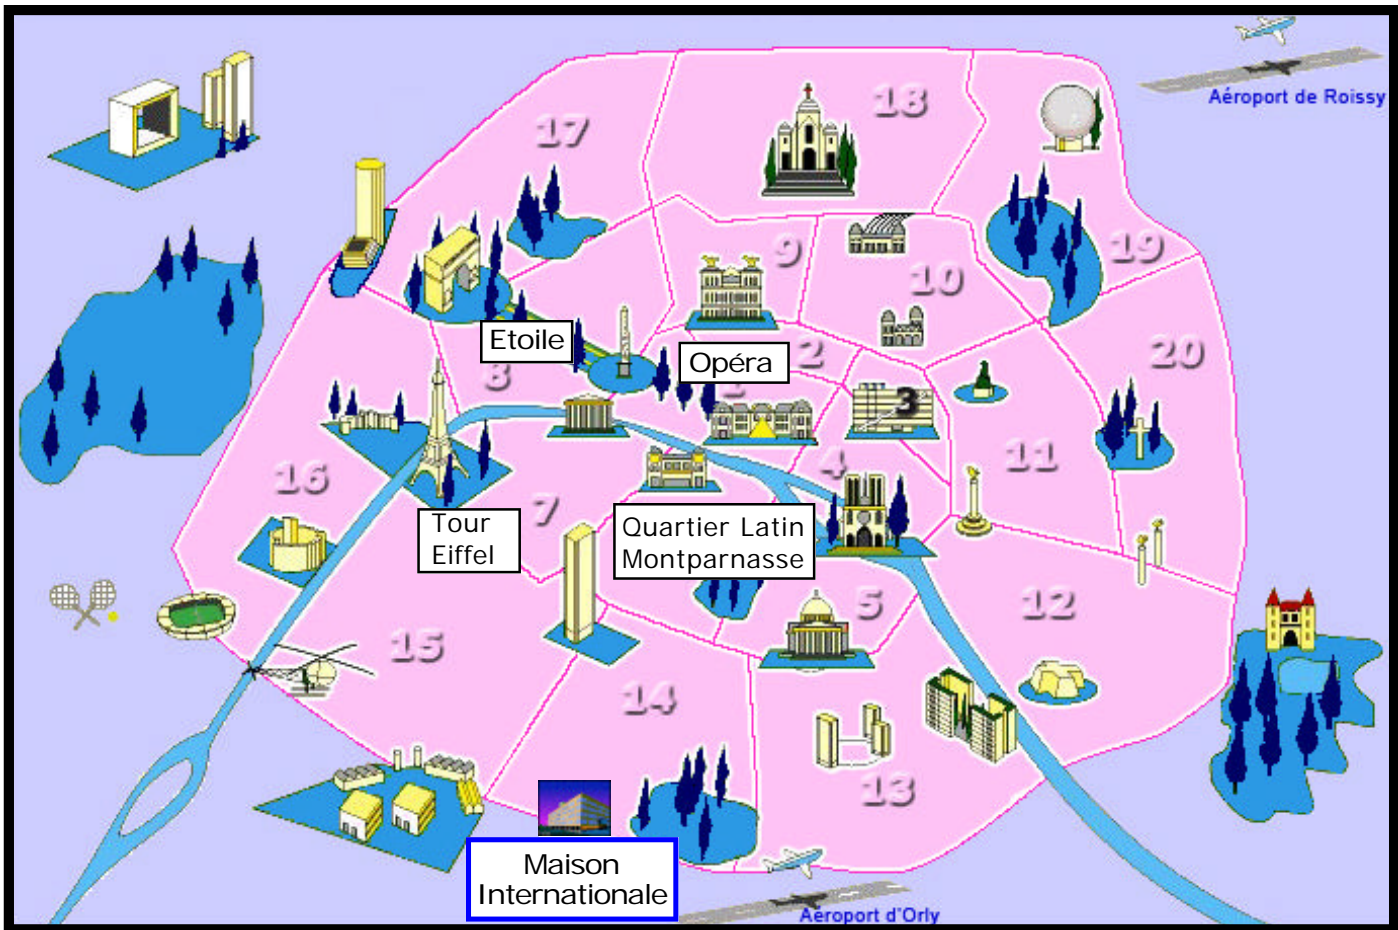 Aéroport de Roissy
17
18
19
9
10
Etoile
Opéra
2
20
8
1
3
16
4
11
7
Tour
Eiffel
Quartier Latin
Montparnasse
5
12
15
14
13
Maison
Internationale
Aéroport d'Orly